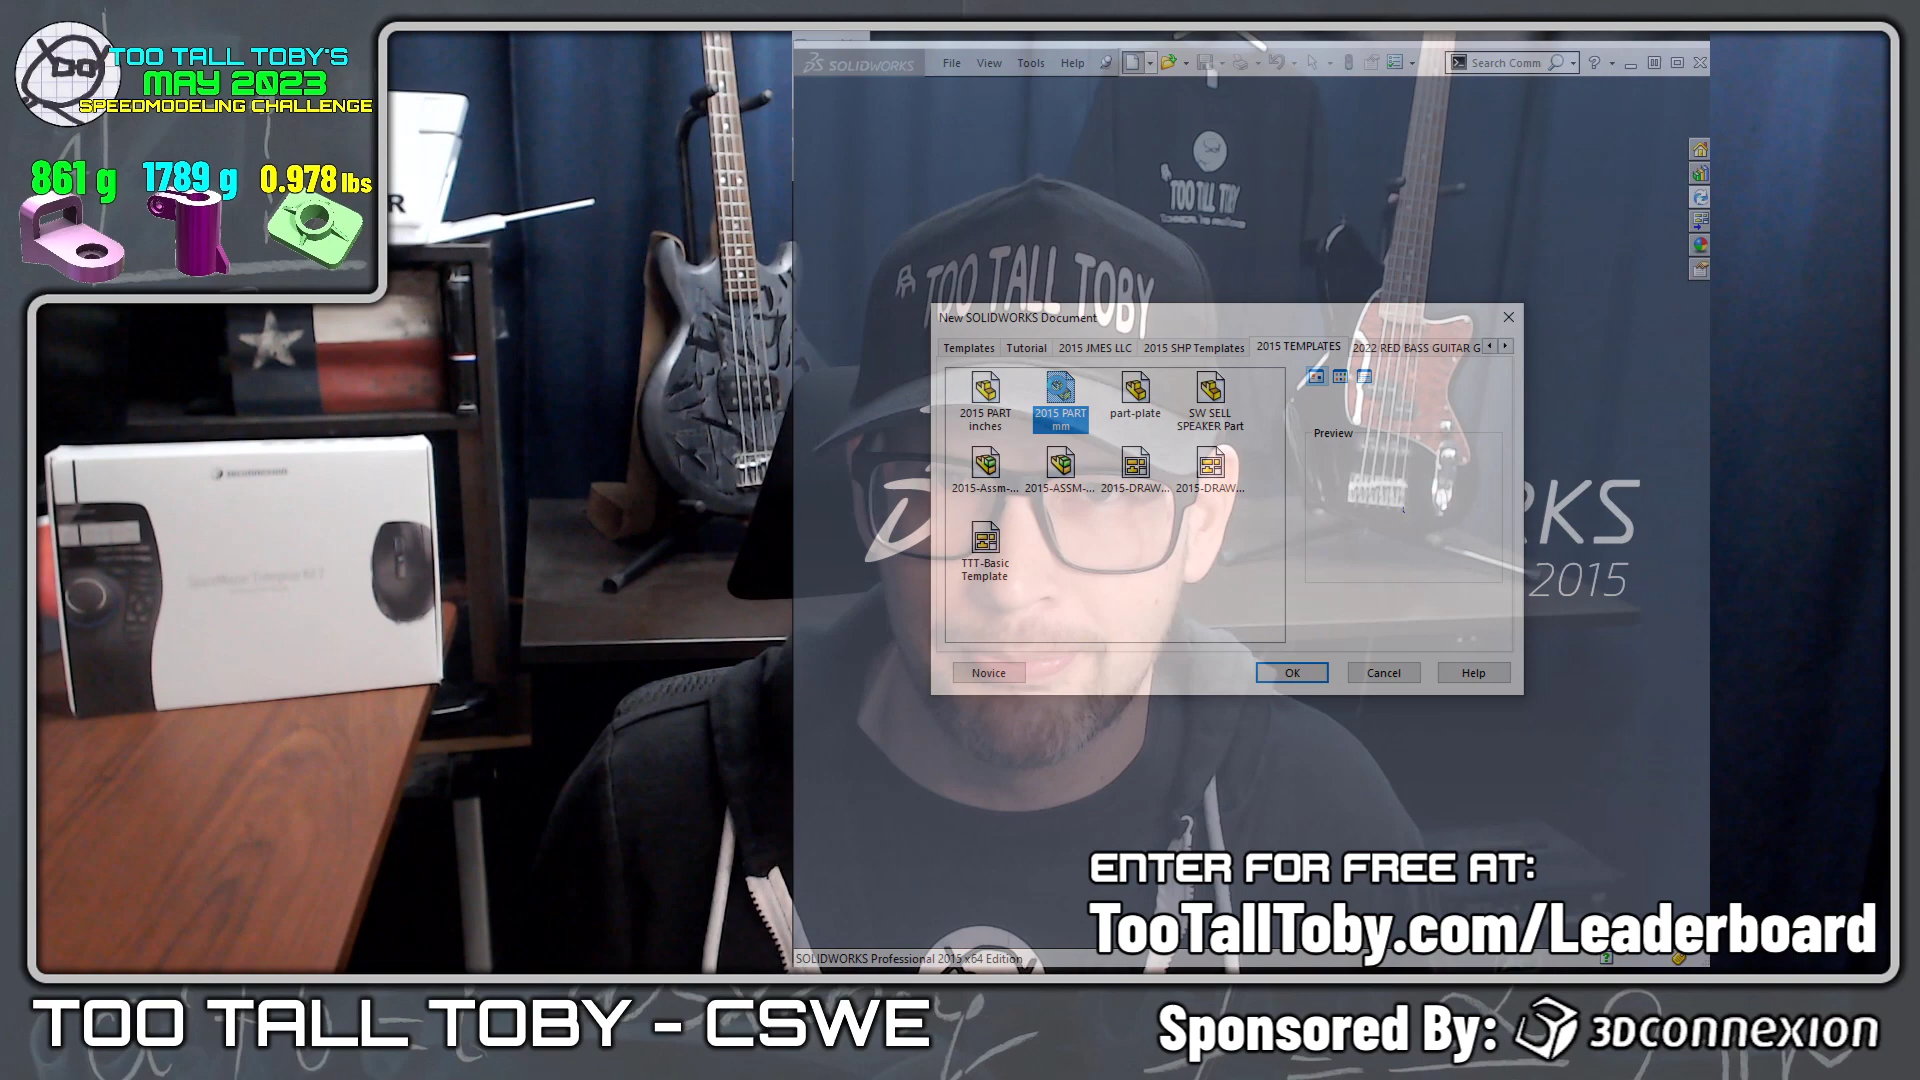 TOO TALL TOBY'S
MAY 2023
SPEEDMODELING CHALLENGE
861 g
1789 g
0.978 lbs
R
SOLIDWORKS
File
View
Tools
Help
Search Comm
TOO TALL TOBY
TOO TALL TOBY
New SOLIDWORKS Document
Templates
Tutorial
2015 JMES LLC
2015 SHP Templates
2015 TEMPLATES
2022 RED BASS GUITAR G
2015 PART inches
2015 PART mm
part-plate
SW SELL SPEAKER Part
2015-Assm-...
2015-ASSM-...
2015-DRAW...
2015-DRAW...
TTT-Basic Template
Preview
Novice
OK
Cancel
Help
RKS
2015
3Dconnexion
SOLIDWORKS Professional 2015 x64 Edition
ENTER FOR FREE AT:
TooTallToby.com/Leaderboard
TOO TALL TOBY - CSWE
Sponsored By: 3Dconnexion